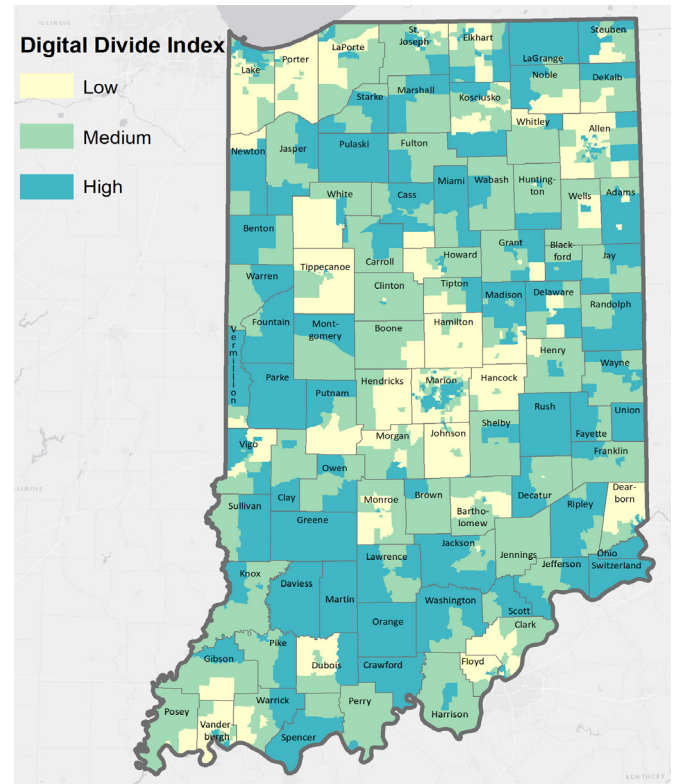 ILLINOIS
Digital Divide Index
Low
Medium
High
Lake
Porter
LaPorte
St.
Joseph
Elkhart
LaGrange
Steuben
Noble
DeKalb
Starke
Marshall
Kosciusko
Whitley
Allen
Newton
Jasper
Pulaski
Fulton
Miami
Wabash
Hunting-
ton
Wells
Adams
White
Cass
Benton
Carroll
Howard
Grant
Black-
ford
Jay
Warren
Tippecanoe
Clinton
Tipton
Madison
Delaware
Randolph
Fountain
Mont-
gomery
Boone
Hamilton
Henry
Wayne
Vermillion
Parke
Putnam
Hendricks
Marion
Hancock
Rush
Fayette
Union
Vigo
Morgan
Johnson
Shelby
Franklin
Owen
Clay
Sullivan
Greene
Monroe
Brown
Bartho-
lomew
Decatur
Ripley
Dear-
born
ILLINOIS
Ohio
Switzerland
Jefferson
Jennings
Jackson
Lawrence
Knox
Daviess
Martin
Orange
Washington
Scott
Clark
Floyd
Harrison
Crawford
Dubois
Pike
Gibson
Posey
Vander-
burgh
Warrick
Spencer
Perry
KENTUCKY